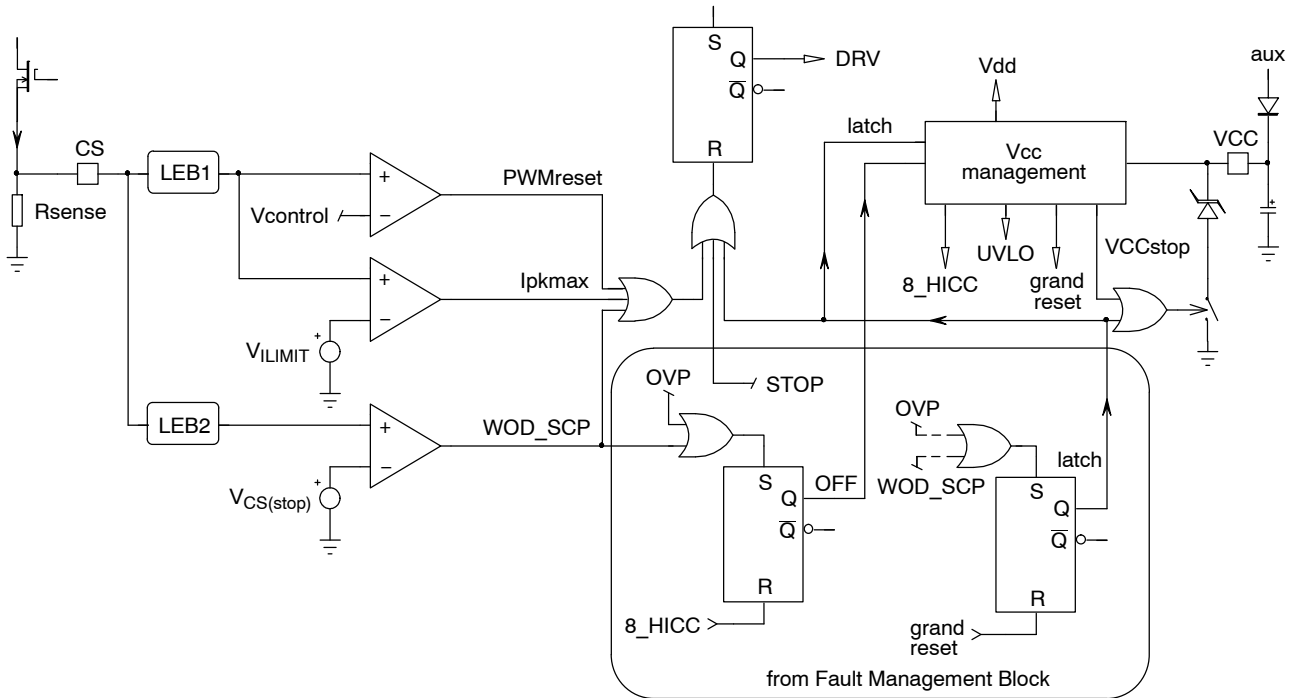 S
Q
DRV
Q
R
aux
Vdd
latch
VCC
Vcc
management
CS
LEB1
Rsense
+
PWMreset
Vcontrol
−
UVLO
VCCstop
8_HICC
grand
reset
+
Ipkmax
−
+
VILIMIT
OVP
STOP
OVP
LEB2
+
WOD_SCP
−
+
VCS(stop)
WOD_SCP
latch
S
Q
OFF
Q
R
8_HICC
S
Q
Q
R
grand
reset
+
from Fault Management Block